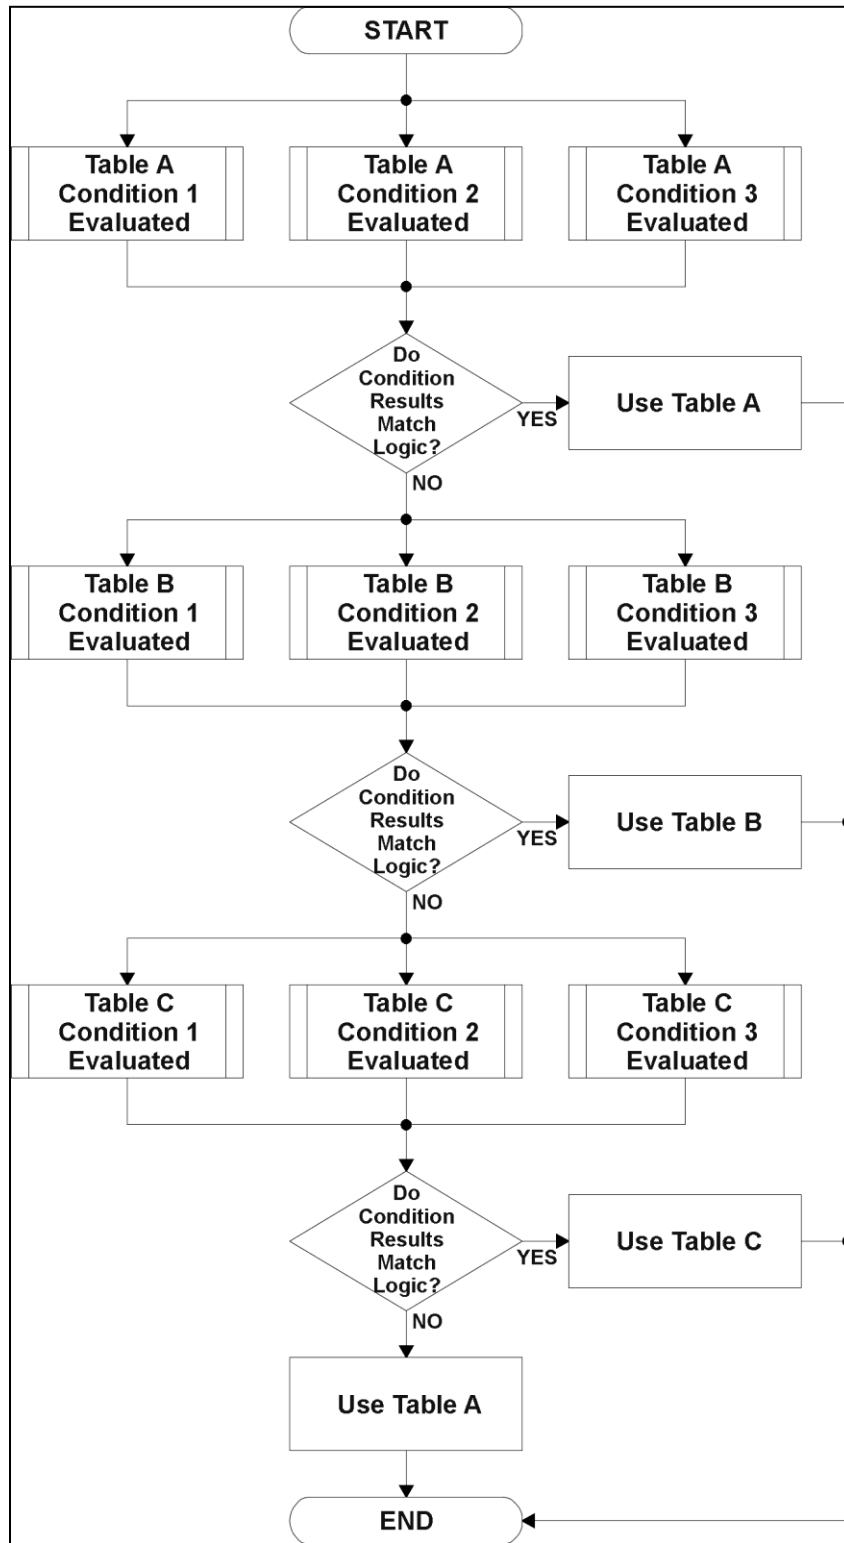 START
Table A
Condition 1
Evaluated
Table A
Condition 2
Evaluated
Table A
Condition 3
Evaluated
Do
Condition
Results
Match
Logic?
YES
Use Table A
NO
Table B
Condition 1
Evaluated
Table B
Condition 2
Evaluated
Table B
Condition 3
Evaluated
Do
Condition
Results
Match
Logic?
YES
Use Table B
NO
Table C
Condition 1
Evaluated
Table C
Condition 2
Evaluated
Table C
Condition 3
Evaluated
Do
Condition
Results
Match
Logic?
YES
Use Table C
NO
Use Table A
END